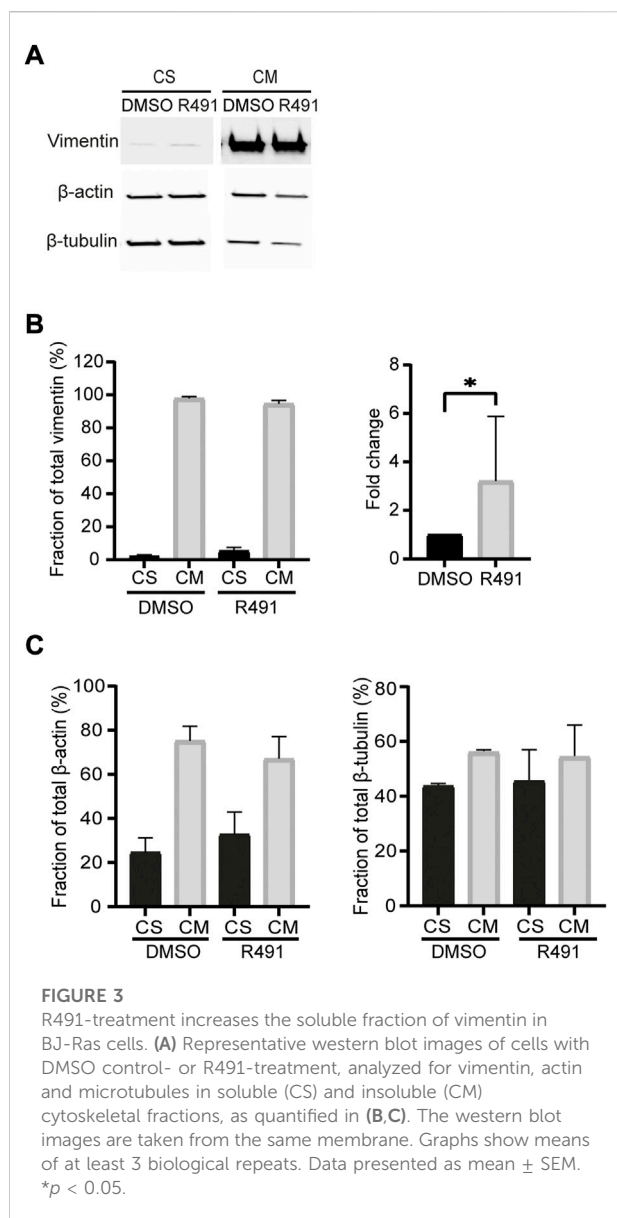 A
CS CM
DMSO R491 DMSO R491
Vimentin
β-actin
β-tubulin
B
Fraction of total vimentin (%)
120
100
80
60
40
20
0
CS CM CS CM
DMSO R491
Fold change
8
6
4
2
0
*
DMSO R491
C
Fraction of total β-actin (%)
100
80
60
40
20
0
CS CM CS CM
DMSO R491
Fraction of total β-tubulin (%)
80
60
40
20
0
CS CM CS CM
DMSO R491
FIGURE 3
R491-treatment increases the soluble fraction of vimentin in
BJ-Ras cells. (A) Representative western blot images of cells with
DMSO control- or R491-treatment, analyzed for vimentin, actin
and microtubules in soluble (CS) and insoluble (CM)
cytoskeletal fractions, as quantified in (B,C). The western blot
images are taken from the same membrane. Graphs show means
of at least 3 biological repeats. Data presented as mean ± SEM.
*p < 0.05.